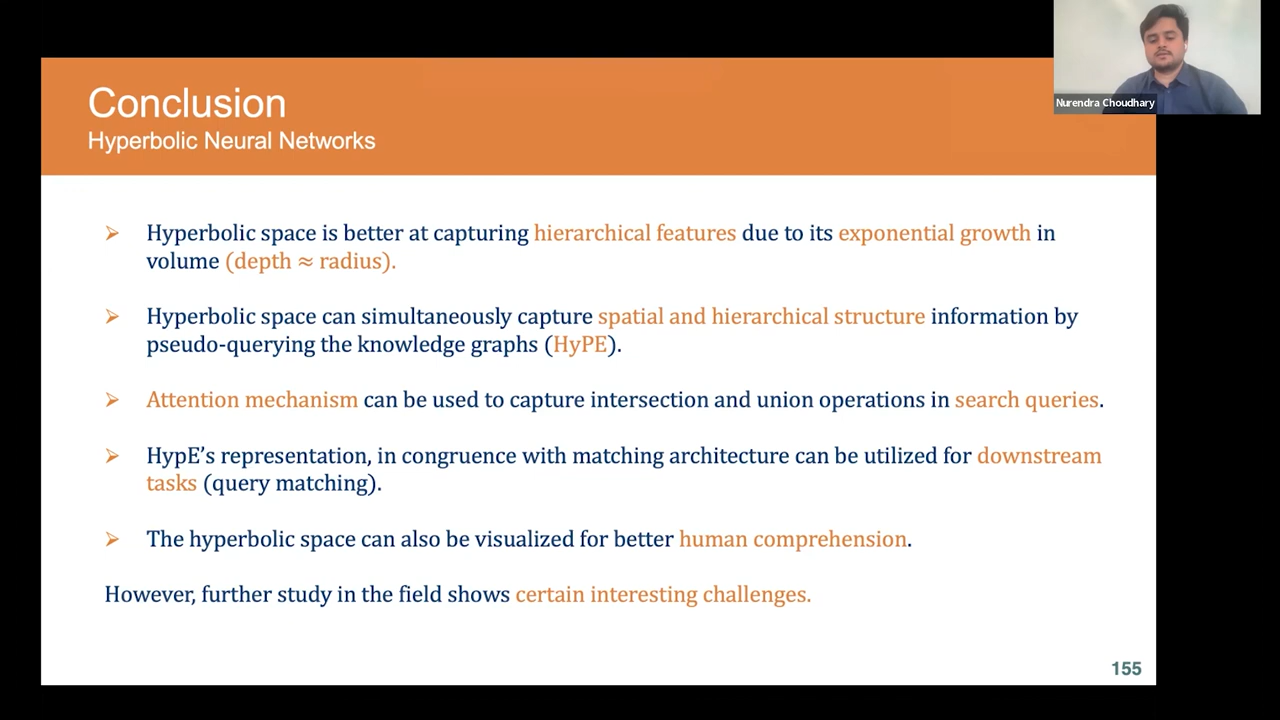 Conclusion
Hyperbolic Neural Networks
Nurendra Choudhary
➢ Hyperbolic space is better at capturing hierarchical features due to its exponential growth in
volume (depth ≈ radius).
➢ Hyperbolic space can simultaneously capture spatial and hierarchical structure information by
pseudo-querying the knowledge graphs (HyPE).
➢ Attention mechanism can be used to capture intersection and union operations in search queries.
➢ HypE’s representation, in congruence with matching architecture can be utilized for downstream
tasks (query matching).
➢ The hyperbolic space can also be visualized for better human comprehension.
However, further study in the field shows certain interesting challenges.
155